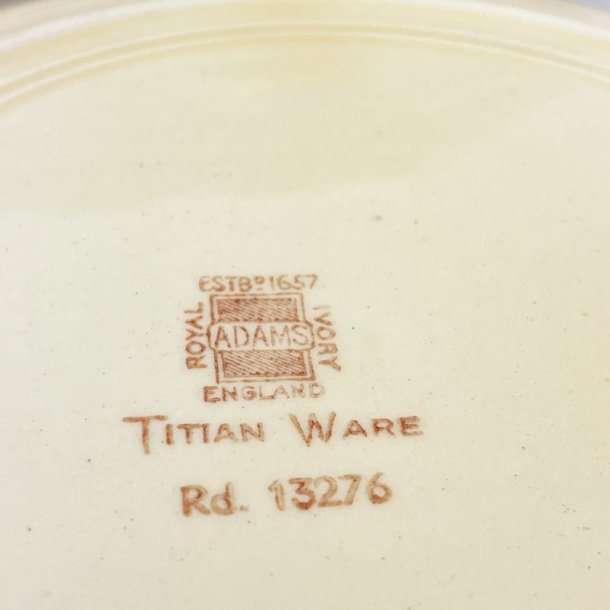 ESTBD 1657
ROYAL
ADAMS
IVORY
ENGLAND
TITIAN WARE
Rd. 13276